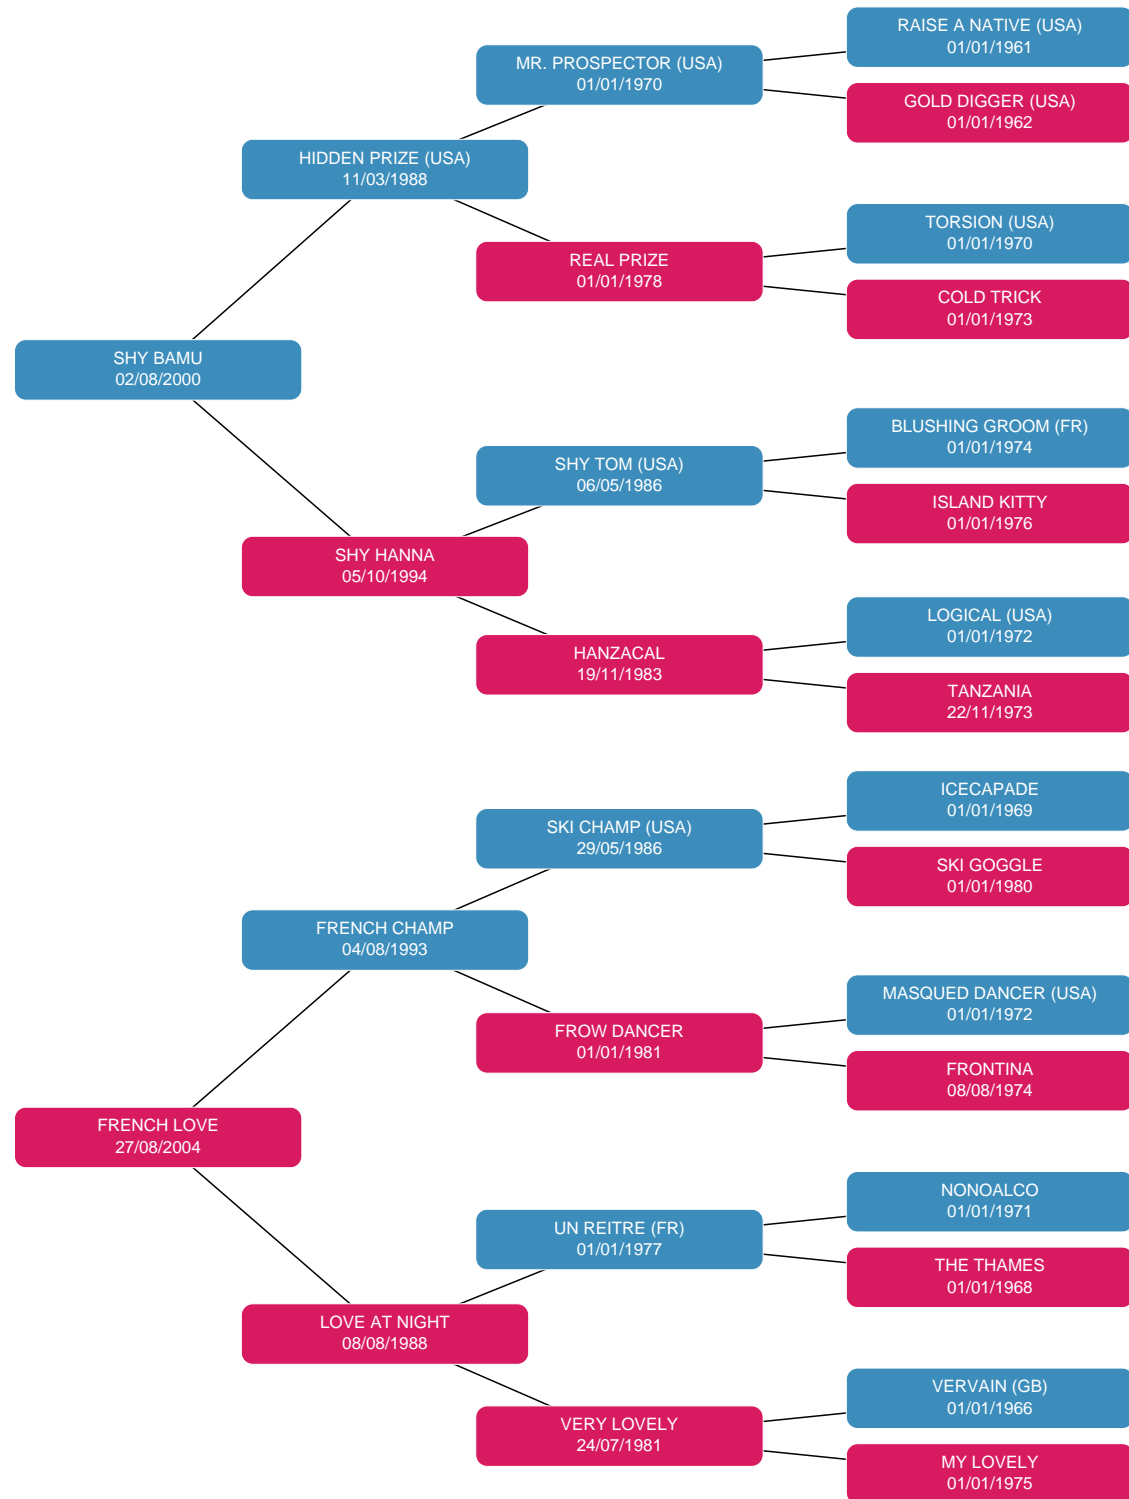 RAISE A NATIVE (USA)
01/01/1961
MR. PROSPECTOR (USA)
01/01/1970
GOLD DIGGER (USA)
01/01/1962
HIDDEN PRIZE (USA)
11/03/1988
TORSION (USA)
01/01/1970
REAL PRIZE
01/01/1978
COLD TRICK
01/01/1973
SHY BAMU
02/08/2000
BLUSHING GROOM (FR)
01/01/1974
SHY TOM (USA)
06/05/1986
ISLAND KITTY
01/01/1976
SHY HANNA
05/10/1994
LOGICAL (USA)
01/01/1972
HANZACAL
19/11/1983
TANZANIA
22/11/1973
ICECAPADE
01/01/1969
SKI CHAMP (USA)
29/05/1986
SKI GOGGLE
01/01/1980
FRENCH CHAMP
04/08/1993
MASQUED DANCER (USA)
01/01/1972
FROW DANCER
01/01/1981
FRONTINA
08/08/1974
FRENCH LOVE
27/08/2004
NONOALCO
01/01/1971
UN REITRE (FR)
01/01/1977
THE THAMES
01/01/1968
LOVE AT NIGHT
08/08/1988
VERVAIN (GB)
01/01/1966
VERY LOVELY
24/07/1981
MY LOVELY
01/01/1975